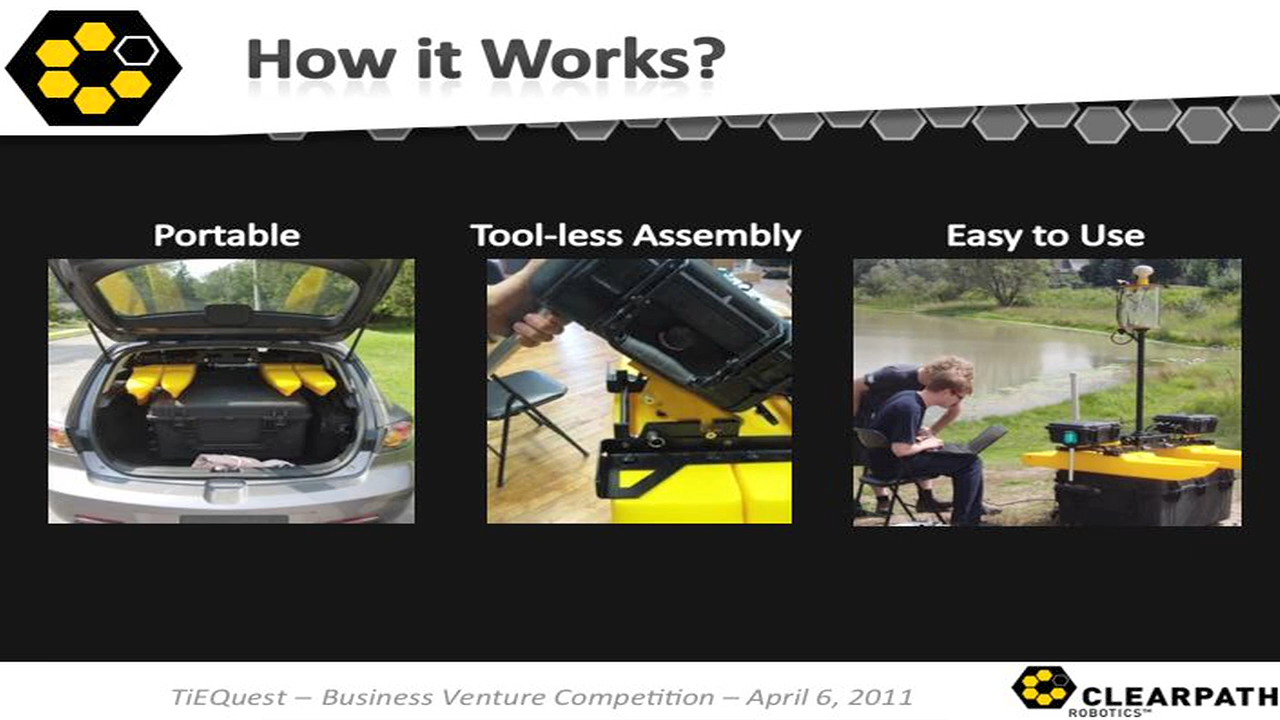 How it Works?
Portable
Tool-less Assembly
Easy to Use
TiEQuest – Business Venture Competition – April 6, 2011
CLEARPATH
ROBOTICS™